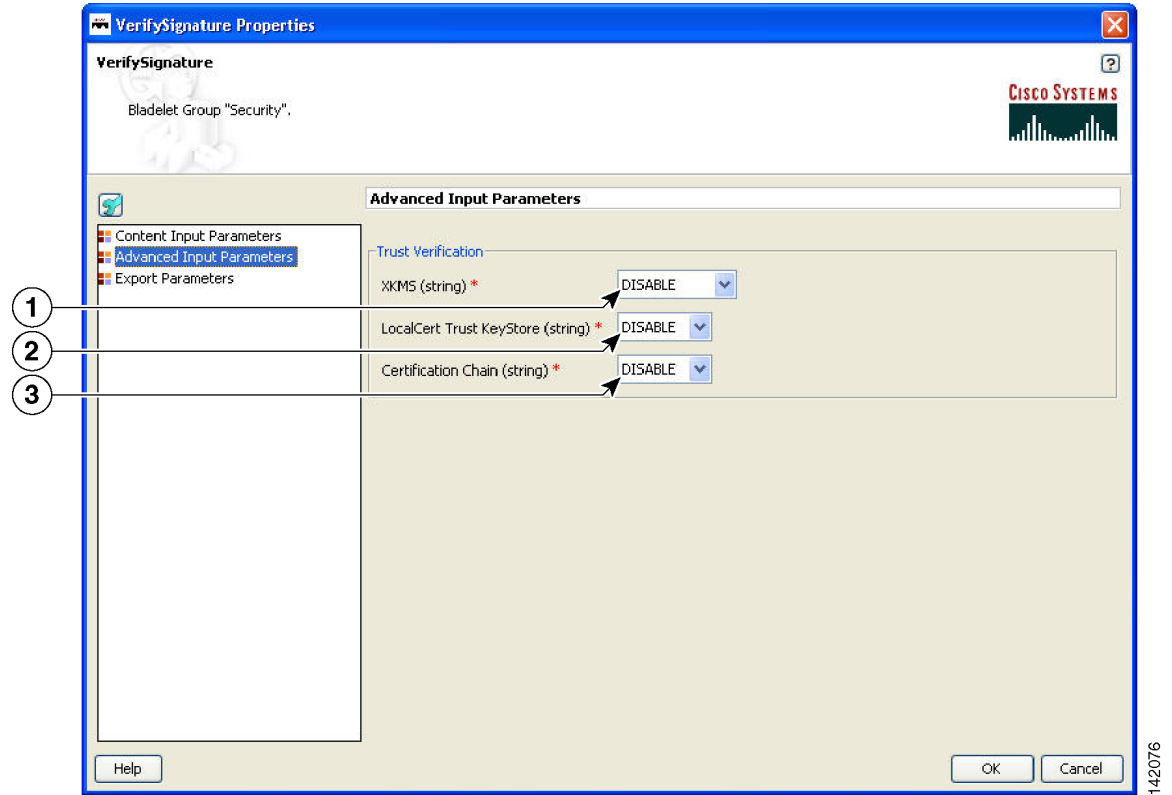 VerifySignature Properties
VerifySignature
?
Bladelet Group "Security".
CISCO SYSTEMS
Advanced Input Parameters
Content Input Parameters
Advanced Input Parameters
Export Parameters
Trust Verification
XKMS (string) * DISABLE
LocalCert Trust KeyStore (string) * DISABLE
Certification Chain (string) * DISABLE
1
2
3
Help
OK
Cancel
142076